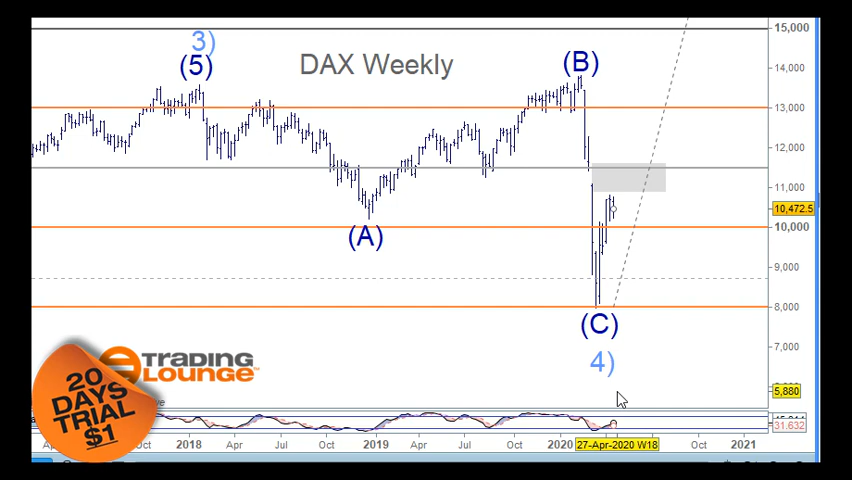 15,000
3)
(5)
DAX Weekly
(B)
14,000
13,000
12,000
11,000
10,472.5
(A)
10,000
9,000
8,000
(C)
4)
7,000
5,880
eTRADING
LOUNGE™
20
DAYS
TRIAL
$1
31.632
2018
Apr
Jul
Oct
2019
Apr
Jul
Oct
2020
27-Apr-2020 W18
Oct
2021